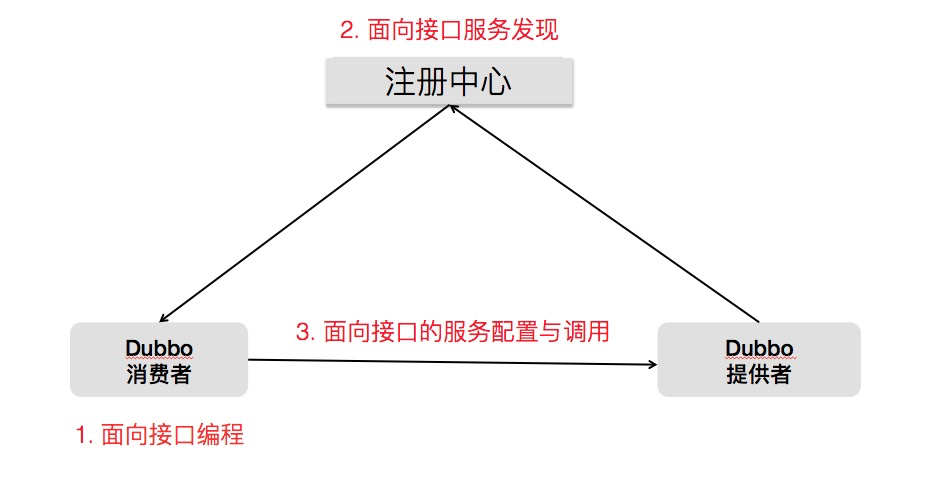 2. 面向接口服务发现
注册中心
3. 面向接口的服务配置与调用
Dubbo
消费者
Dubbo
提供者
1. 面向接口编程